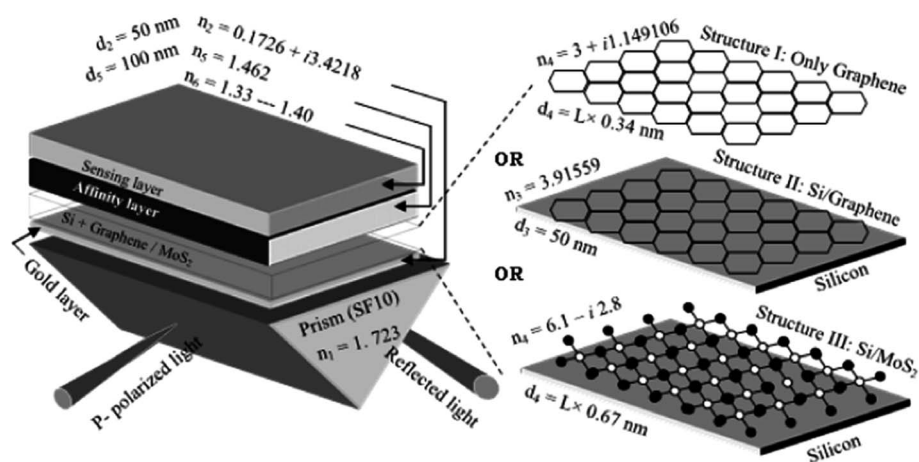 d₂ = 50 nm
d₅ = 100 nm
n₂ = 0.1726 + i3.4218
n₅ = 1.462
n₆ = 1.33 --- 1.40
Sensing layer
Affinity layer
Si + Graphene / MoS₂
Gold layer
Prism (SF10)
n₁ = 1. 723
P- polarized light
Reflected light
Structure I: Only Graphene
n₄ = 3 + i1.149106
d₄ = L× 0.34 nm
OR
Structure II: Si/Graphene
n₃ = 3.91559
d₃ = 50 nm
Silicon
OR
Structure III: Si/MoS₂
n₄ = 6.1 – i 2.8
d₄ = L× 0.67 nm
Silicon